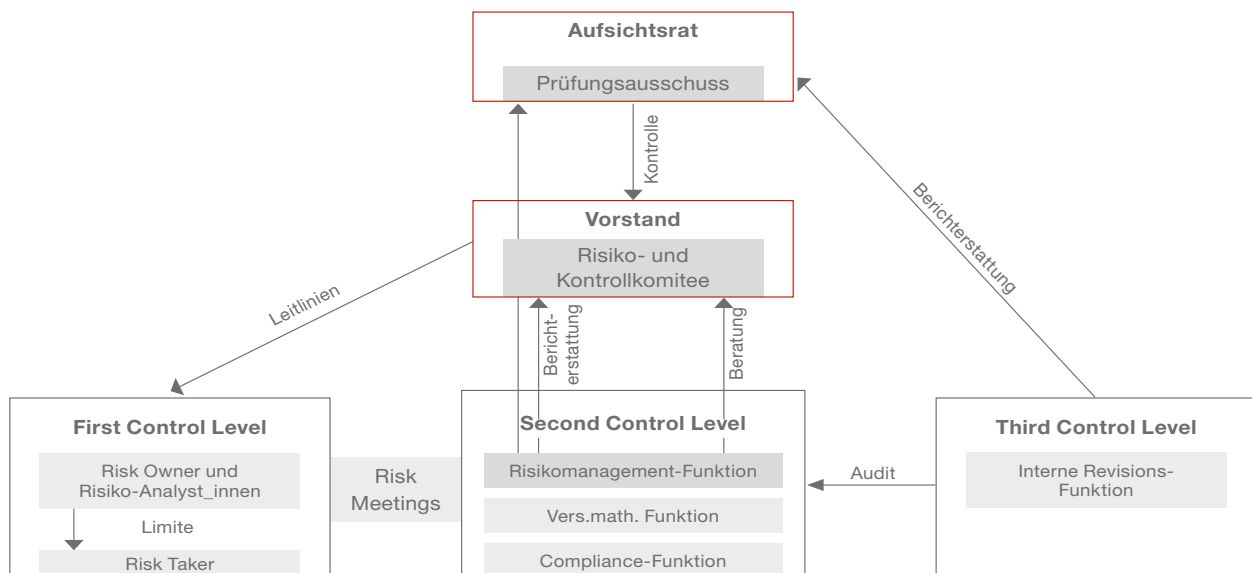 Aufsichtsrat
Prüfungsausschuss
Kontrolle
Berichterstattung
Vorstand
Risiko- und
Kontrollkomitee
Leitlinien
Bericht-
erstattung
Beratung
First Control Level
Risk Owner und
Risiko-Analyst_innen
Limite
Risk Taker
Risk
Meetings
Second Control Level
Risikomanagement-Funktion
Vers.math. Funktion
Compliance-Funktion
Audit
Third Control Level
Interne Revisions-
Funktion